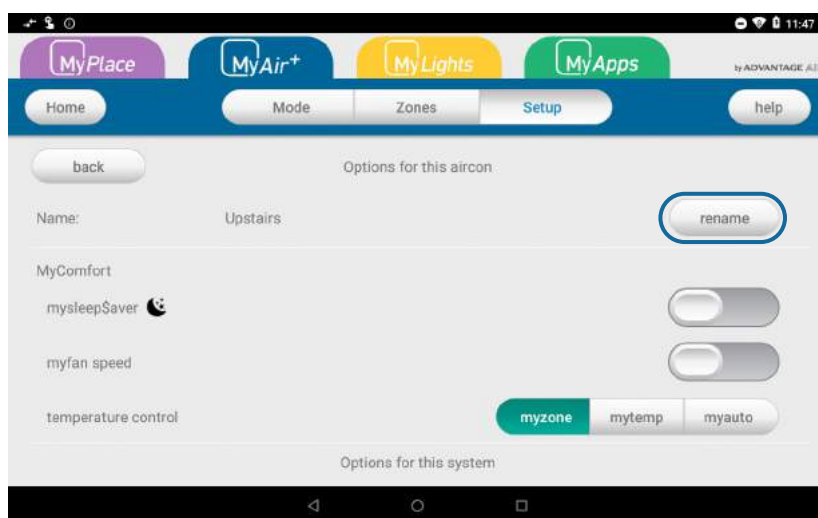 11:47
MyPlace MyAir+ MyLights MyApps by ADVANTAGE
Home Mode Zones Setup help
back Options for this aircon
Name: Upstairs rename
MyComfort
mysleep$aver
myfan speed
temperature control myzone mytemp myauto
Options for this system